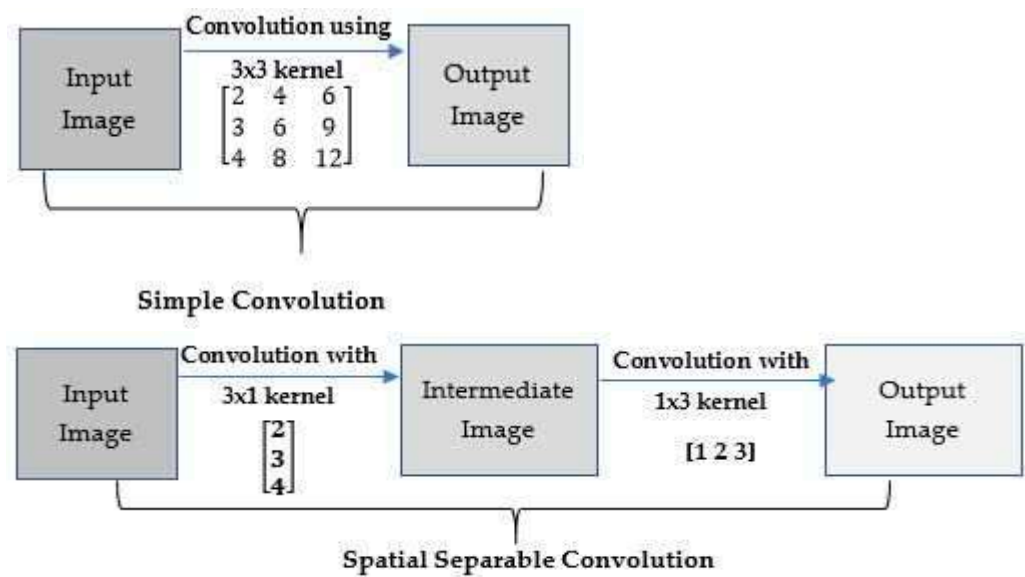 Convolution using
Input
Image
3x3 kernel
[2 4 6]
[3 6 9]
[4 8 12]
Output
Image
Simple Convolution
Input
Image
Convolution with
3x1 kernel
[2]
[3]
[4]
Intermediate
Image
Convolution with
1x3 kernel
[1 2 3]
Output
Image
Spatial Separable Convolution